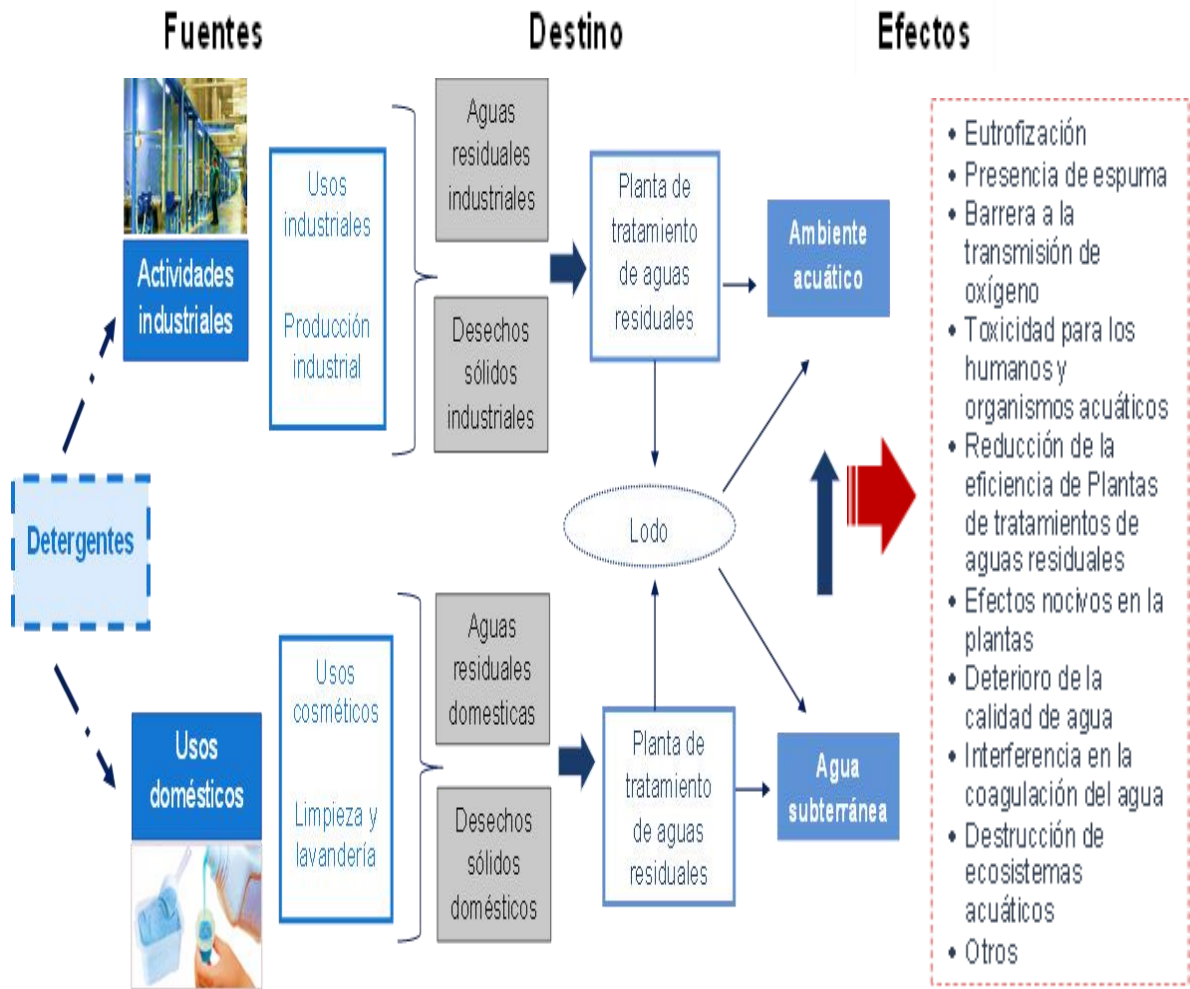 Fuentes
Destino
Efectos
Actividades
industriales
Usos
industriales
Producción
industrial
Aguas
residuales
industriales
Desechos
sólidos
industriales
Planta de
tratamiento
de aguas
residuales
Ambiente
acuático
Detergentes
Lodo
Usos
domésticos
Usos
cosméticos
Limpieza y
lavandería
Aguas
residuales
domesticas
Desechos
sólidos
domésticos
Planta de
tratamiento
de aguas
residuales
Agua
subterránea
• Eutrofización
• Presencia de espuma
• Barrera a la
transmisión de
oxígeno
• Toxicidad para los
humanos y
organismos acuáticos
• Reducción de la
eficiencia de Plantas
de tratamientos de
aguas residuales
• Efectos nocivos en la
plantas
• Deterioro de la
calidad de agua
• Interferencia en la
coagulación del agua
• Destrucción de
ecosistemas
acuáticos
• Otros